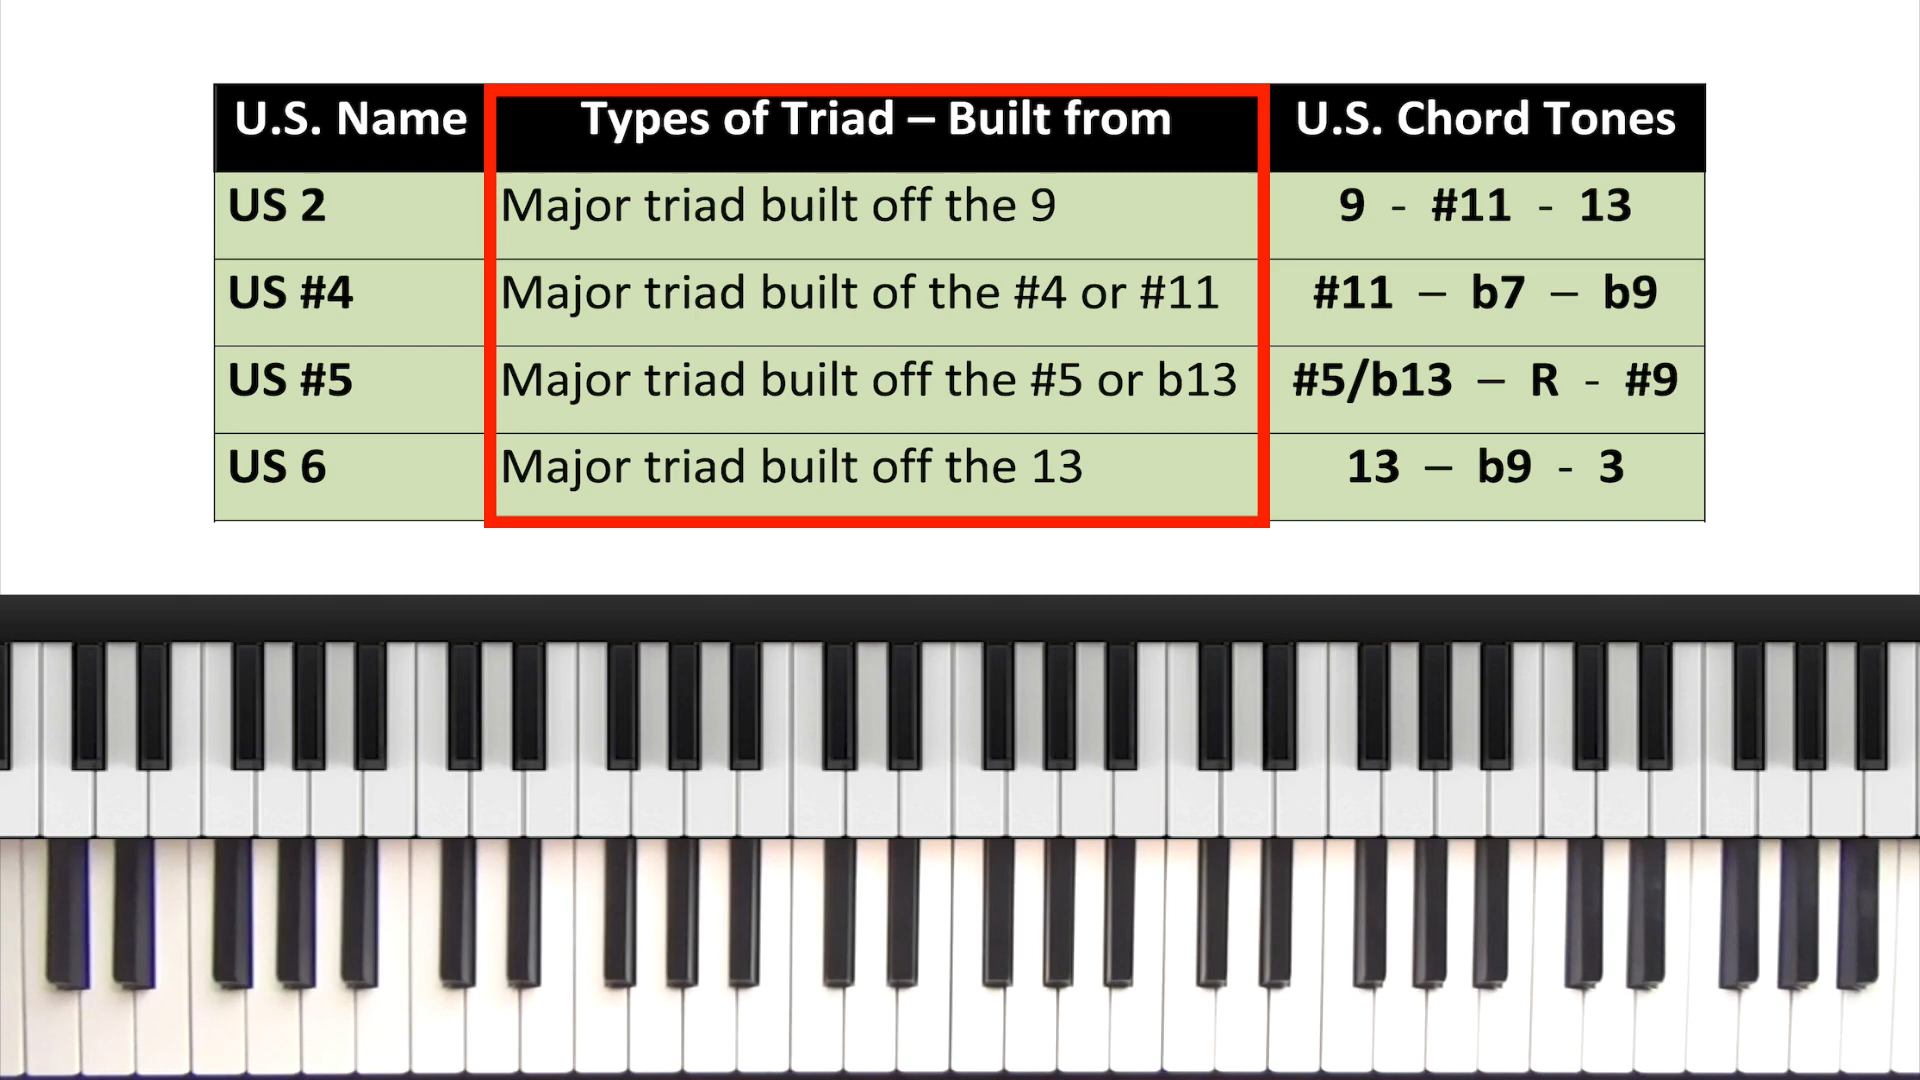 U.S. Name Types of Triad – Built from U.S. Chord Tones
US 2 Major triad built off the 9 9 - #11 - 13
US #4 Major triad built of the #4 or #11 #11 – b7 – b9
US #5 Major triad built off the #5 or b13 #5/b13 – R - #9
US 6 Major triad built off the 13 13 – b9 - 3